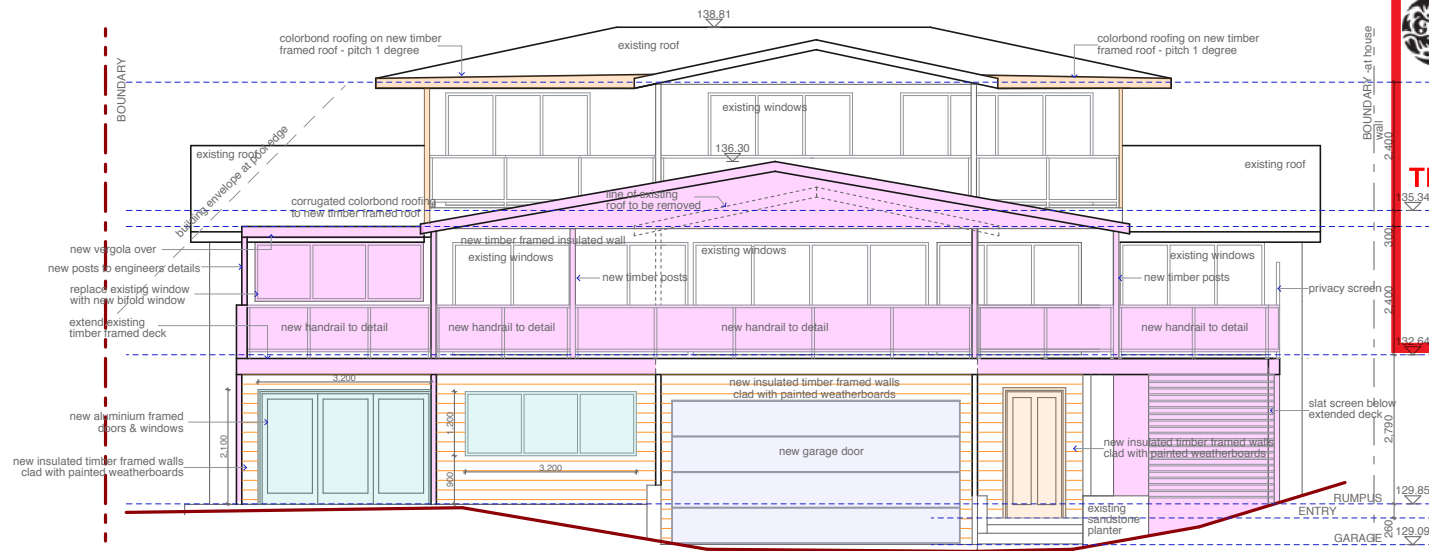 138.81
colorbond roofing on new timber
framed roof - pitch 1 degree
existing roof
colorbond roofing on new timber
framed roof - pitch 1 degree
BOUNDARY
BOUNDARY -at house
wall
building envelope at pool edge
existing windows
136.30
existing roof
existing roof
2,400
135.34
corrugated colorbond roofing
to new timber framed roof
line of existing
roof to be removed
300
new timber framed insulated wall
existing windows
existing windows
existing windows
new vergola over
new posts to engineers details
replace existing window
with new bifold window
new timber posts
new timber posts
privacy screen
2,400
extend existing
timber framed deck
new handrail to detail
new handrail to detail
new handrail to detail
new handrail to detail
132.64
3,200
new insulated timber framed walls
clad with painted weatherboards
new aluminium framed
doors & windows
2,100
1,200
slat screen below
extended deck
2,790
new garage door
new insulated timber framed walls
clad with painted weatherboards
new insulated timber framed walls
clad with painted weatherboards
3,200
900
RUMPUS
129.85
ENTRY
existing
sandstone
planter
260
GARAGE
129.09